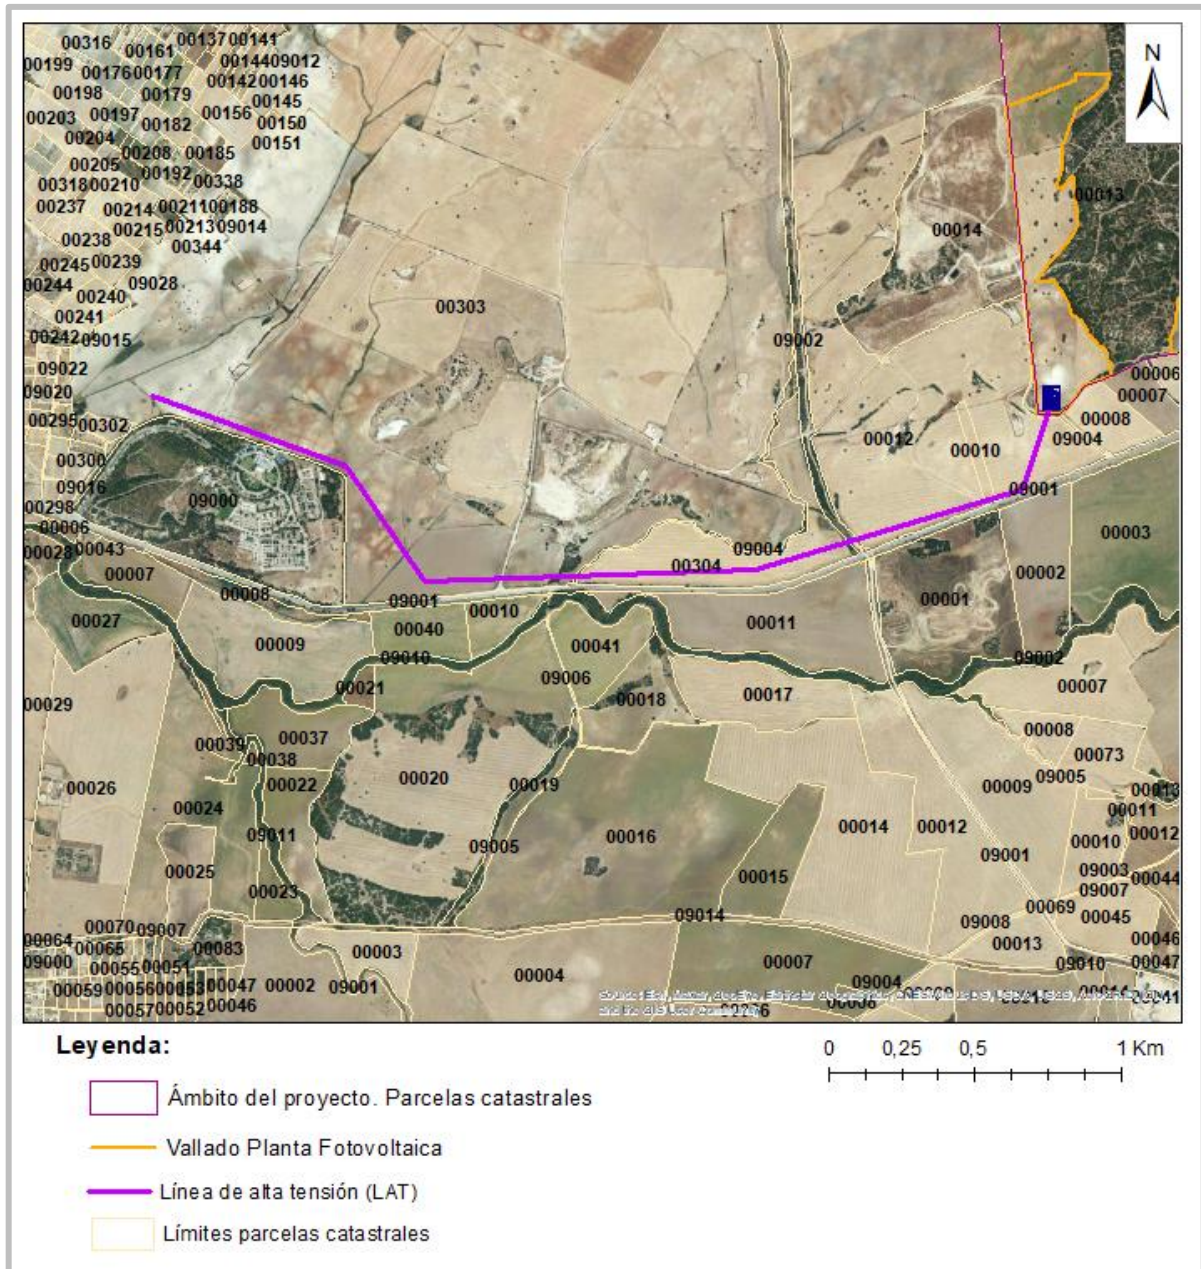 00316 00161 00137 00141
00199 00176 00177 00144 09012
00198 00179 00142 00146
00203 00197 00182 00156 00145
00204 00150
00205 00208 00185 00151
00318 00210 00192 00338
00237 00214 00211 00188
00215 00213 09014
00238 00344
00245 00239
00244 00240 09028
00241
00242 09015
09022
09020
00295 00302
00300
09016
00298
00006
00028 00043
N
00013
00014
00303
09002
00006
00007
00008
00012 00010 09004
09000
09001
00003
09004
00304
00007
00008 09001 00010
00002
00001
00027
00040 00011
00009 00041
09010 09002
00021 09006 00007
00029 00018 00017
00039 00037 00008
00038 00073
00026 00022 00020 00019 00009 09005
00013
00024 00011
09011 09005 00016 00014 00012 00010 00012
09001
00025 09003
00023 00015 09007 00044
00069 00045
09014 09008
00070 09007 00013 00046
00064 00065 00083 00003
09000 00055 00051 00007 09010 00047
00059 00056 00053 00047 00002 09001 00004 09004
00057 00052 00046
Leyenda:
0 0,25 0,5 1 Km
Ámbito del proyecto. Parcelas catastrales
Vallado Planta Fotovoltaica
Línea de alta tensión (LAT)
Límites parcelas catastrales